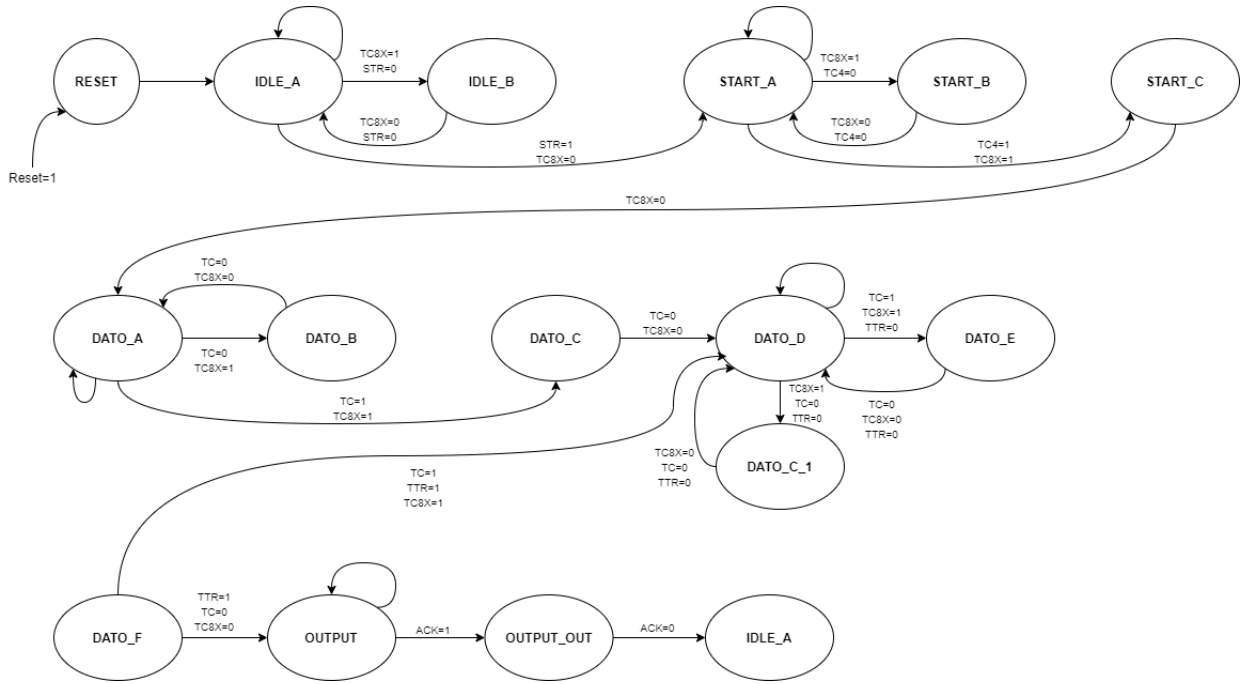 TC8X=1
STR=0
RESET
IDLE_A
IDLE_B
TC8X=0
STR=0
Reset=1
STR=1
TC8X=0
TC8X=1
TC4=0
START_A
START_B
START_C
TC8X=0
TC4=0
TC4=1
TC8X=1
TC8X=0
TC=0
TC8X=0
DATO_A
DATO_B
TC=0
TC8X=1
TC=1
TC8X=1
DATO_C
TC=0
TC8X=0
DATO_D
TC=1
TC8X=1
TTR=0
DATO_E
TC8X=1
TC=0
TTR=0
TC=0
TC8X=0
TTR=0
TC8X=0
TC=0
TTR=0
DATO_C_1
TC=1
TTR=1
TC8X=1
DATO_F
TTR=1
TC=0
TC8X=0
OUTPUT
ACK=1
OUTPUT_OUT
ACK=0
IDLE_A